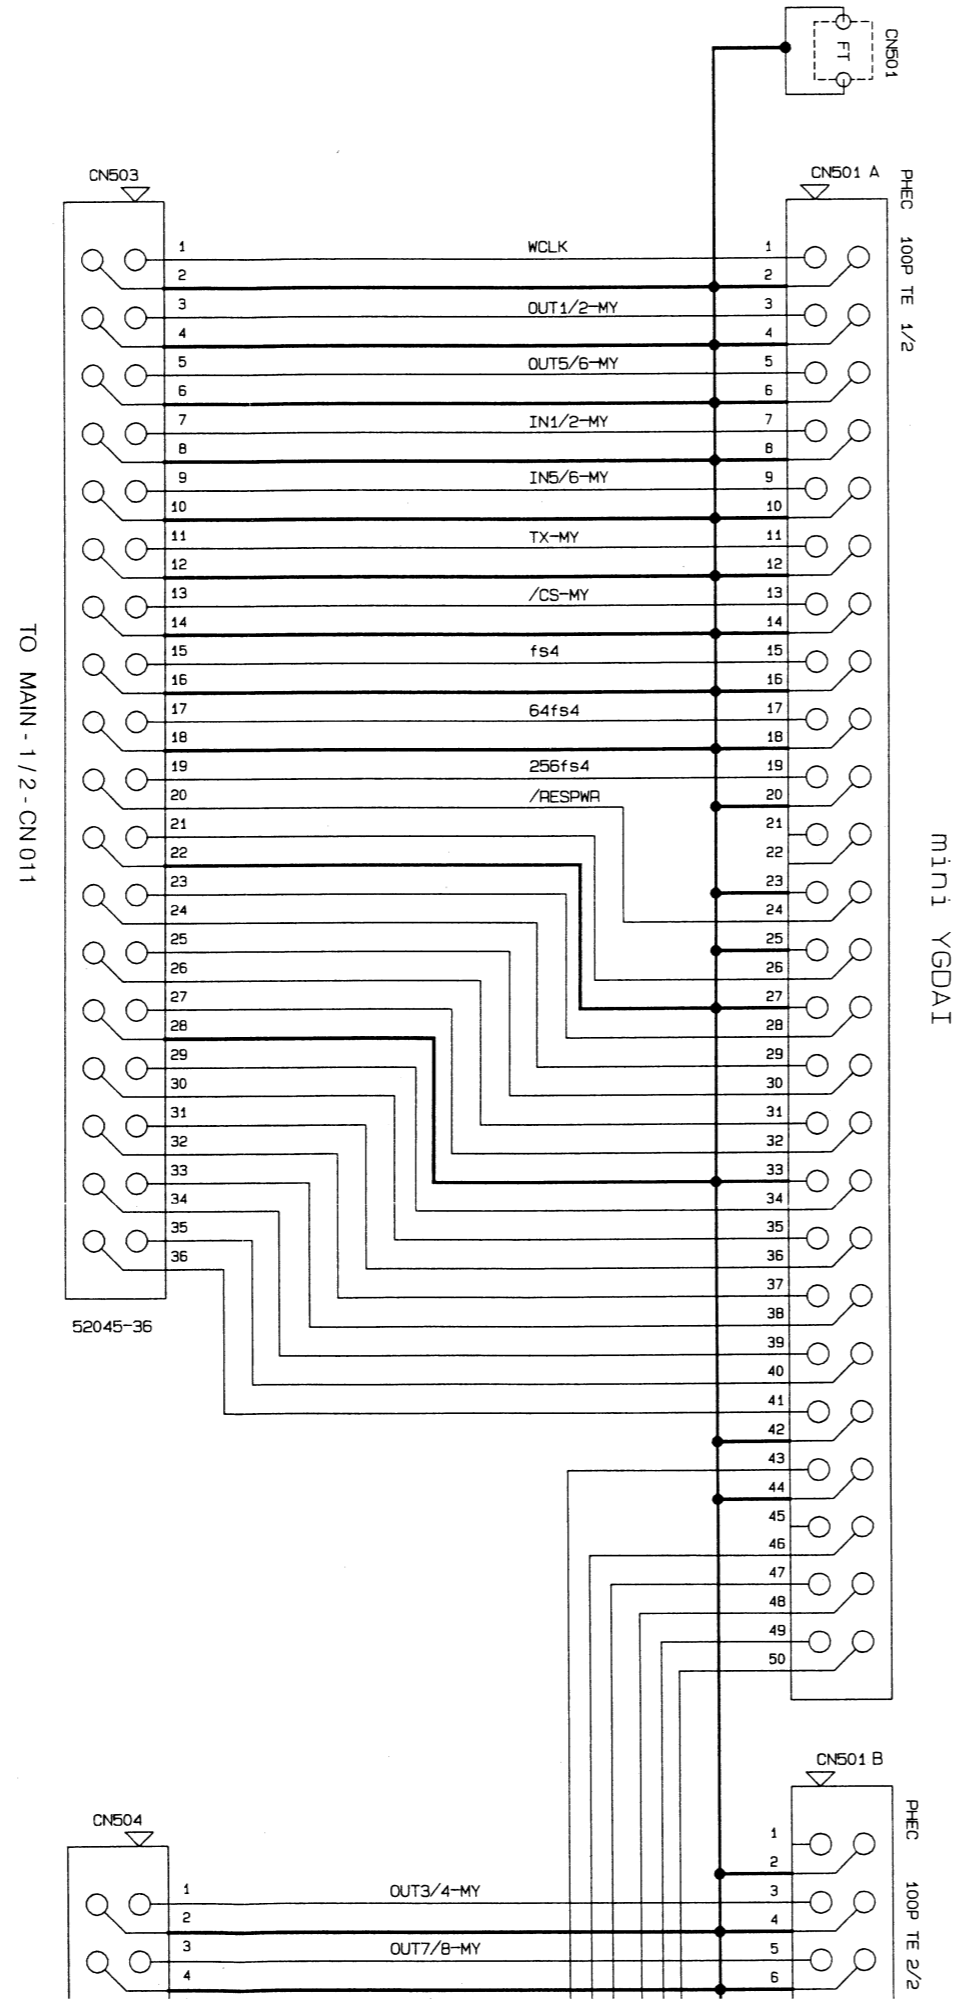 CN501
FT
CN503
CN501 A
PHEC 100P TE 1/2
1 WCLK 1
2 2
3 OUT1/2-MY 3
4 4
5 OUT5/6-MY 5
6 6
7 IN1/2-MY 7
8 8
9 IN5/6-MY 9
10 10
11 TX-MY 11
12 12
13 /CS-MY 13
14 14
15 fs4 15
16 16
17 64fs4 17
18 18
19 256fs4 19
20 /RESPWR 20
21 21
22 22
23 23
24 24
25 25
26 26
27 27
28 28
29 29
30 30
31 31
32 32
33 33
34 34
35 35
36 36
37
38
39
40
41
42
43
44
45
46
47
48
49
50
52045-36
TO MAIN-1/2-CN011
mini YGDAI
CN504
CN501 B
PHEC 100P TE 2/2
1
2
1 OUT3/4-MY 3
2 4
3 OUT7/8-MY 5
4 6